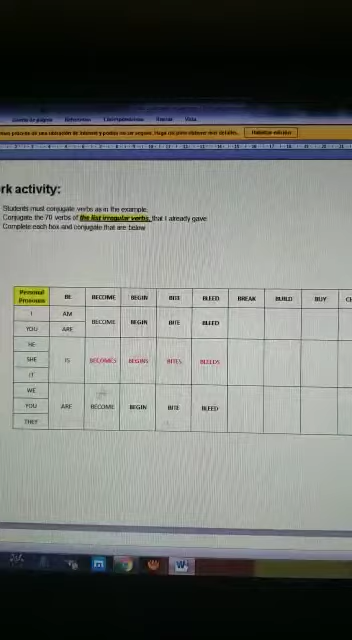 rk activity:
Students must conjugate verbs as in the example.
Conjugate the 70 verbs of the list irregular verbs, that I already gave
Complete each box and conjugate that are below
Personal Pronouns BE BECOME BEGIN BITE BLEED BREAK BUILD BUY
I AM
BECOME BEGIN BITE BLEED
YOU ARE
HE
SHE IS BECOMES BEGINS BITES BLEEDS
IT
WE
YOU ARE BECOME BEGIN BITE BLEED
THEY